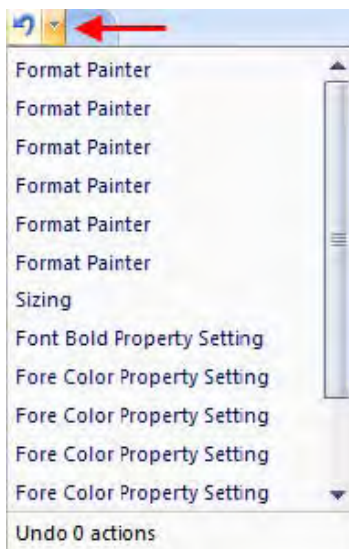 Format Painter
Format Painter
Format Painter
Format Painter
Format Painter
Format Painter
Sizing
Font Bold Property Setting
Fore Color Property Setting
Fore Color Property Setting
Fore Color Property Setting
Fore Color Property Setting
Undo 0 actions